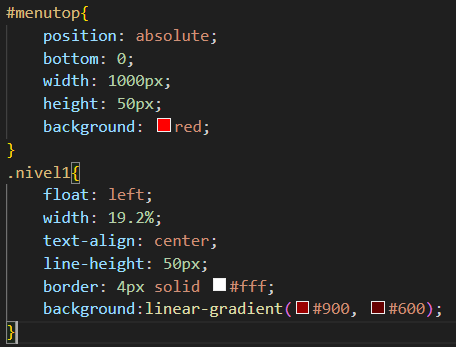 #menutop{
position: absolute;
bottom: 0;
width: 1000px;
height: 50px;
background: red;
}
.nivel1{
float: left;
width: 19.2%;
text-align: center;
line-height: 50px;
border: 4px solid #fff;
background:linear-gradient(#900, #600);
}